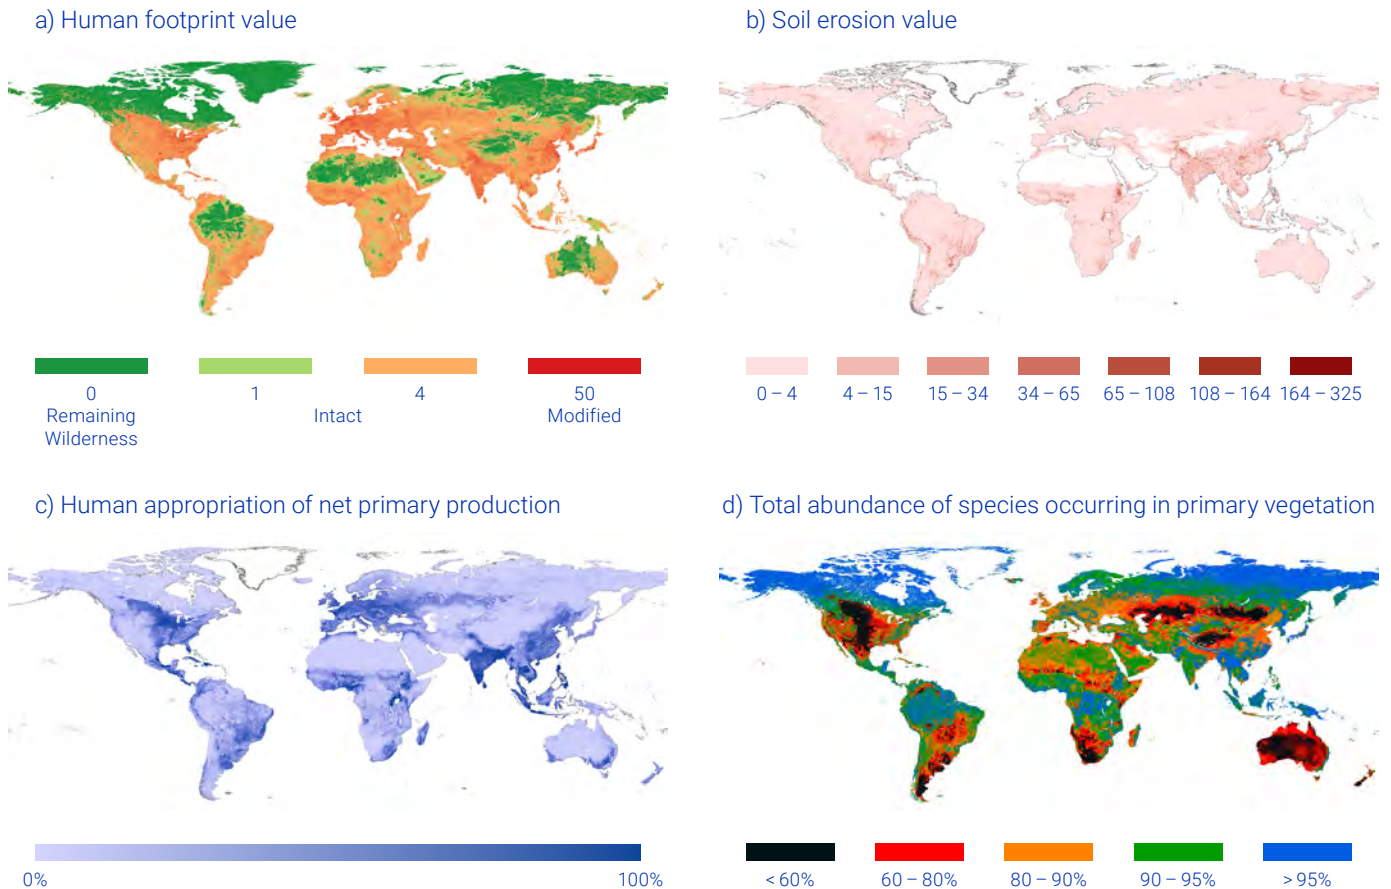 a) Human footprint value
b) Soil erosion value
0
1
4
50
Remaining
Wilderness
Intact
Modified
0 – 4
4 – 15
15 – 34
34 – 65
65 – 108
108 – 164
164 – 325
c) Human appropriation of net primary production
d) Total abundance of species occurring in primary vegetation
0%
100%
< 60%
60 – 80%
80 – 90%
90 – 95%
> 95%